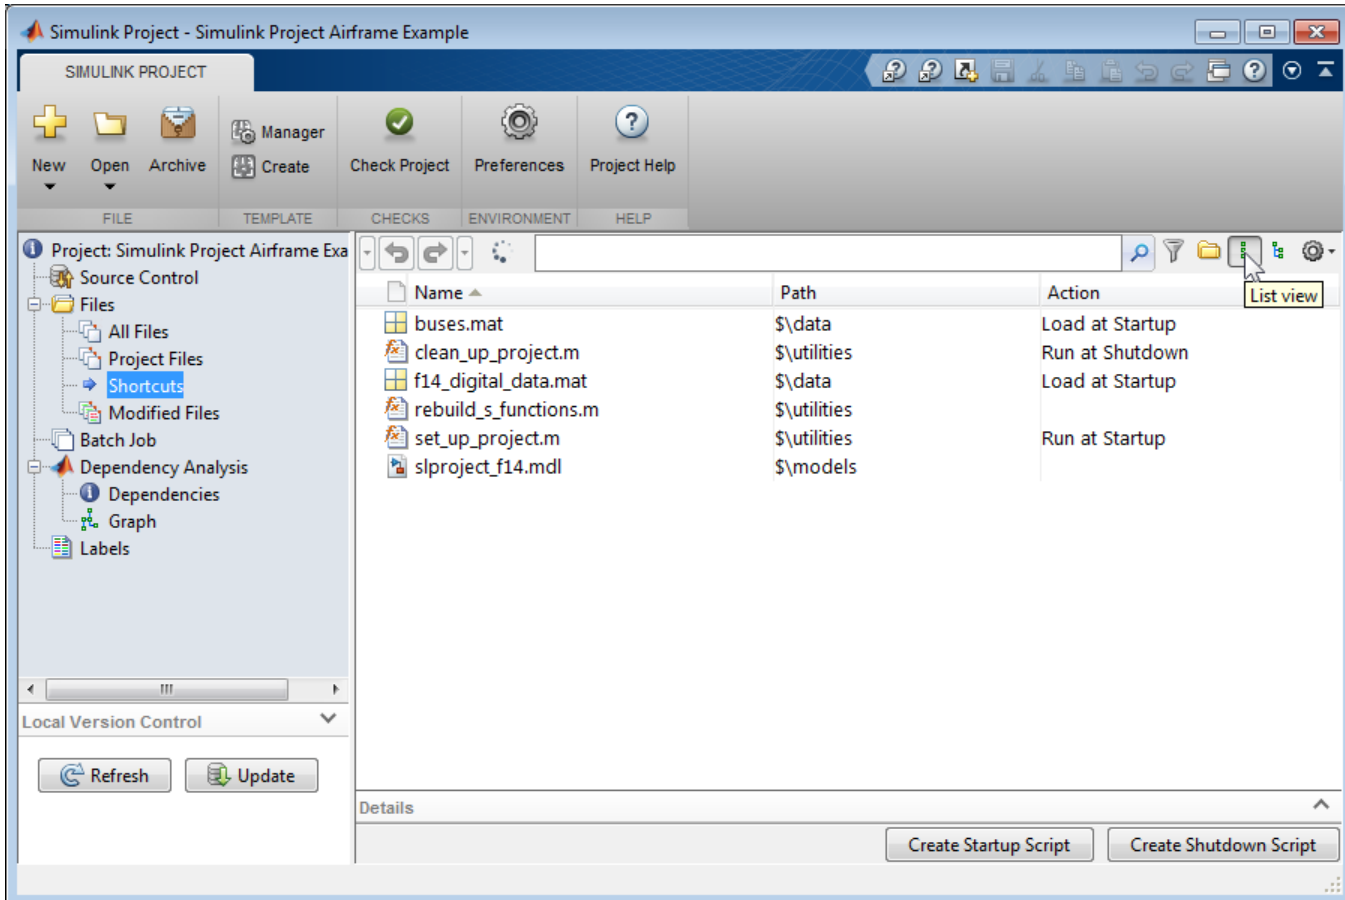 Simulink Project - Simulink Project Airframe Example
SIMULINK PROJECT
New
Open
Archive
Manager
Create
Check Project
Preferences
Project Help
FILE
TEMPLATE
CHECKS
ENVIRONMENT
HELP
Project: Simulink Project Airframe Exa
Source Control
Files
All Files
Project Files
Shortcuts
Modified Files
Batch Job
Dependency Analysis
Dependencies
Graph
Labels
Local Version Control
Refresh
Update
List view
Name Path Action
buses.mat $\data Load at Startup
clean_up_project.m $\utilities Run at Shutdown
f14_digital_data.mat $\data Load at Startup
rebuild_s_functions.m $\utilities
set_up_project.m $\utilities Run at Startup
slproject_f14.mdl $\models
Details
Create Startup Script
Create Shutdown Script